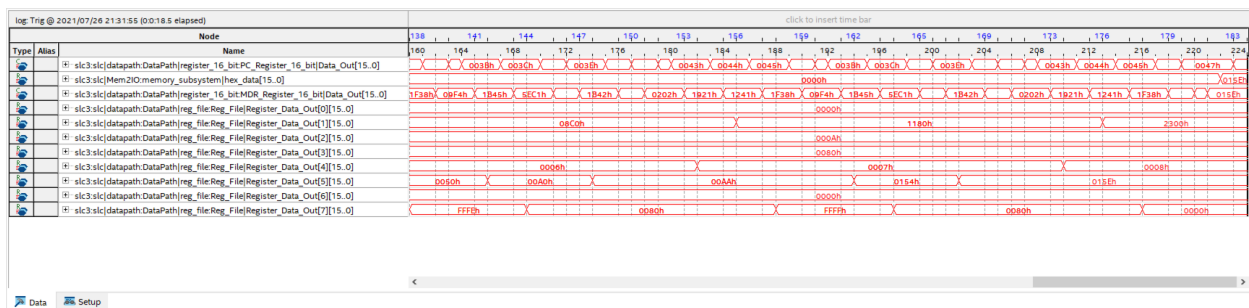 log: Trig @ 2021/07/26 21:31:55 (0:0:18.5 elapsed) click to insert time bar
Node 138 141 144 147 150 153 156 159 162 165 169 173 176 179 183
Type Alias Name 160 164 168 172 176 180 184 188 192 196 200 204 208 212 216 220 224
slc3:slc|datapath:DataPath|register_16_bit:PC_Register_16_bit|Data_Out[15..0] 003Bh 003Ch 003Eh 0043h 0044h 0045h 003Bh 003Ch 003Eh 0043h 0044h 0045h 0047h
slc3:slc|Mem2IO:memory_subsystem|hex_data[15..0] 0000h 015Eh
slc3:slc|datapath:DataPath|register_16_bit:MDR_Register_16_bit|Data_Out[15..0] 1F38h 09F4h 1B45h 5EC1h 1B42h 0202h 1921h 1241h 1F38h 09F4h 1B45h 5EC1h 1B42h 0202h 1921h 1241h 1F38h 015Eh
slc3:slc|datapath:DataPath|reg_file:Reg_File|Register_Data_Out[0][15..0] 0000h
slc3:slc|datapath:DataPath|reg_file:Reg_File|Register_Data_Out[1][15..0] 08C0h 1180h 2300h
slc3:slc|datapath:DataPath|reg_file:Reg_File|Register_Data_Out[2][15..0] 000Ah
slc3:slc|datapath:DataPath|reg_file:Reg_File|Register_Data_Out[3][15..0] 0080h
slc3:slc|datapath:DataPath|reg_file:Reg_File|Register_Data_Out[4][15..0] 0006h 0007h 0008h
slc3:slc|datapath:DataPath|reg_file:Reg_File|Register_Data_Out[5][15..0] 0050h 00A0h 00AAh 0154h 015Eh
slc3:slc|datapath:DataPath|reg_file:Reg_File|Register_Data_Out[6][15..0] 0000h
slc3:slc|datapath:DataPath|reg_file:Reg_File|Register_Data_Out[7][15..0] FFFEh 0080h FFFFh 0080h 0000h
Data Setup